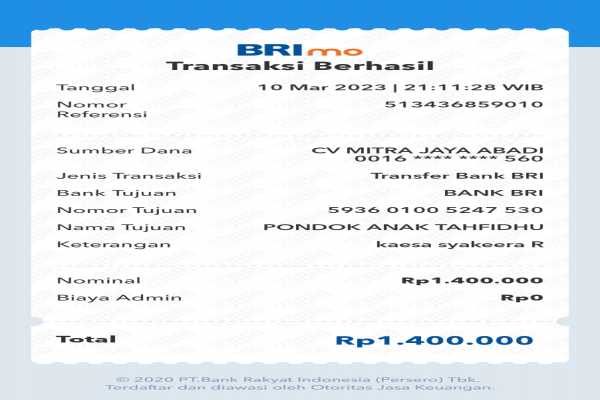 BRImo
Transaksi Berhasil
Tanggal 10 Mar 2023 | 21:11:28 WIB
Nomor 513436859010
Referensi
Sumber Dana CV MITRA JAYA ABADI
0016 **** **** 560
Jenis Transaksi Transfer Bank BRI
Bank Tujuan BANK BRI
Nomor Tujuan 5936 0100 5247 530
Nama Tujuan PONDOK ANAK TAHFIDHU
Keterangan kaesa syakeera R
Nominal Rp1.400.000
Biaya Admin Rp0
Total Rp1.400.000
© 2020 PT.Bank Rakyat Indonesia (Persero) Tbk.
Terdaftar dan diawasi oleh Otoritas Jasa Keuangan.